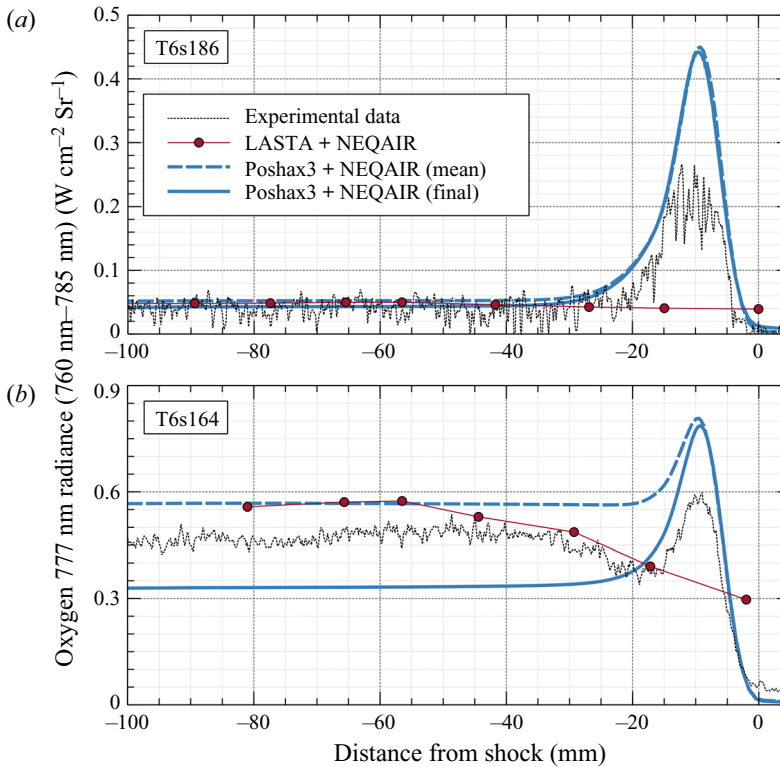 (a)
T6s186
Experimental data
LASTA + NEQAIR
Poshax3 + NEQAIR (mean)
Poshax3 + NEQAIR (final)
0.5
0.4
0.3
0.2
0.1
0
–100
–80
–60
–40
–20
0
Oxygen 777 nm radiance (760 nm–785 nm) (W cm⁻² Sr⁻¹)
(b)
T6s164
0.9
0.6
0.3
0
–100
–80
–60
–40
–20
0
Distance from shock (mm)